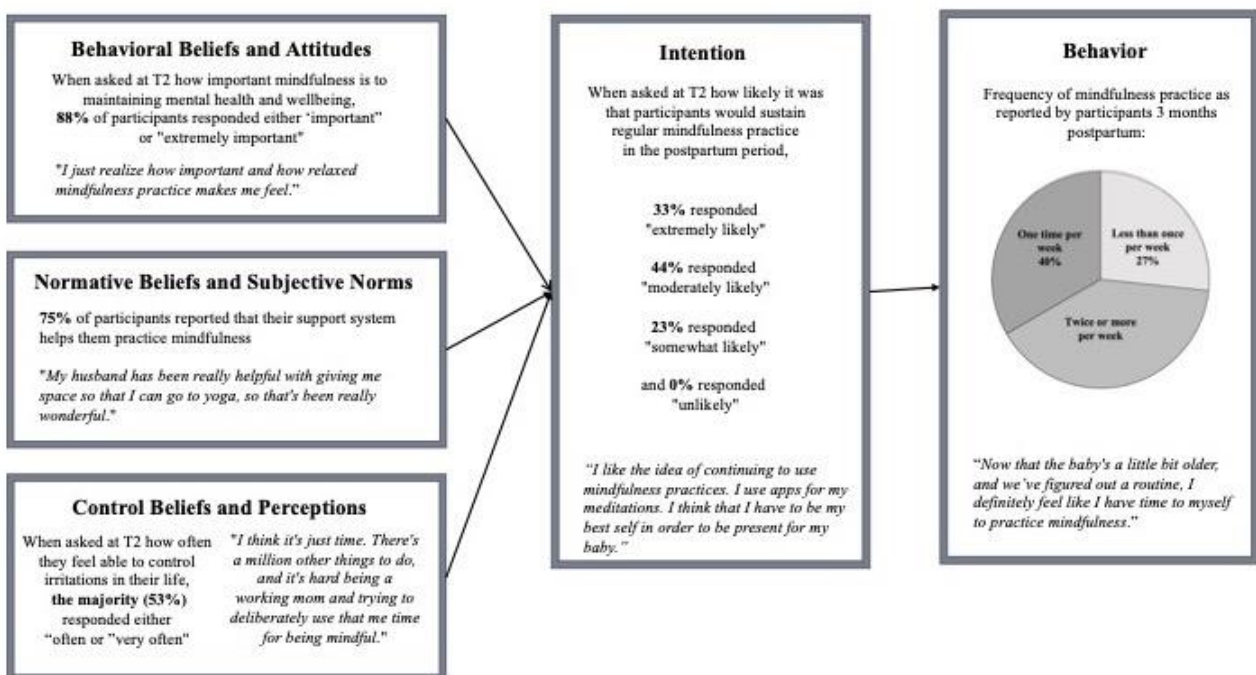 Behavioral Beliefs and Attitudes
When asked at T2 how important mindfulness is to
maintaining mental health and wellbeing,
88% of participants responded either ‘important”
or "extremely important"
"I just realize how important and how relaxed
mindfulness practice makes me feel.”
Normative Beliefs and Subjective Norms
75% of participants reported that their support system
helps them practice mindfulness
"My husband has been really helpful with giving me
space so that I can go to yoga, so that's been really
wonderful."
Control Beliefs and Perceptions
When asked at T2 how often
they feel able to control
irritations in their life,
the majority (53%)
responded either
“often or ”very often"
"I think it's just time. There's
a million other things to do,
and it's hard being a
working mom and trying to
deliberately use that me time
for being mindful."
Intention
When asked at T2 how likely it was
that participants would sustain
regular mindfulness practice
in the postpartum period,
33% responded
"extremely likely"
44% responded
"moderately likely"
23% responded
"somewhat likely"
and 0% responded
"unlikely"
“I like the idea of continuing to use
mindfulness practices. I use apps for my
meditations. I think that I have to be my
best self in order to be present for my
baby.”
Behavior
Frequency of mindfulness practice as
reported by participants 3 months
postpartum:
One time per
week
40%
Less than once
per week
27%
Twice or more
per week
“Now that the baby's a little bit older,
and we’ve figured out a routine, I
definitely feel like I have time to myself
to practice mindfulness.”